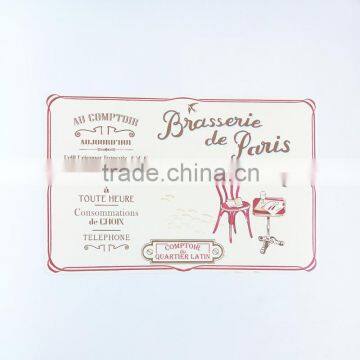 AU COMPTOIR
AUJOURD'HUI
à
TOUTE HEURE
Consommations
de CHOIX
TELEPHONE
Brasserie
de Paris
COMPTOIR
du
QUARTIER LATIN
trade.china.cn